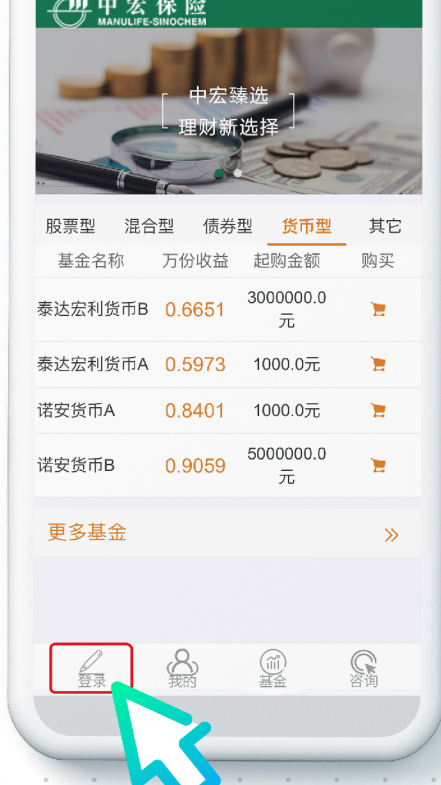 中宏保险
MANULIFE-SINOCHEM
中宏臻选
理财新选择
股票型 混合型 债券型 货币型 其它
基金名称 万份收益 起购金额 购买
泰达宏利货币B 0.6651 3000000.0
元
泰达宏利货币A 0.5973 1000.0元
诺安货币A 0.8401 1000.0元
诺安货币B 0.9059 5000000.0
元
更多基金
登录 我的 基金 咨询